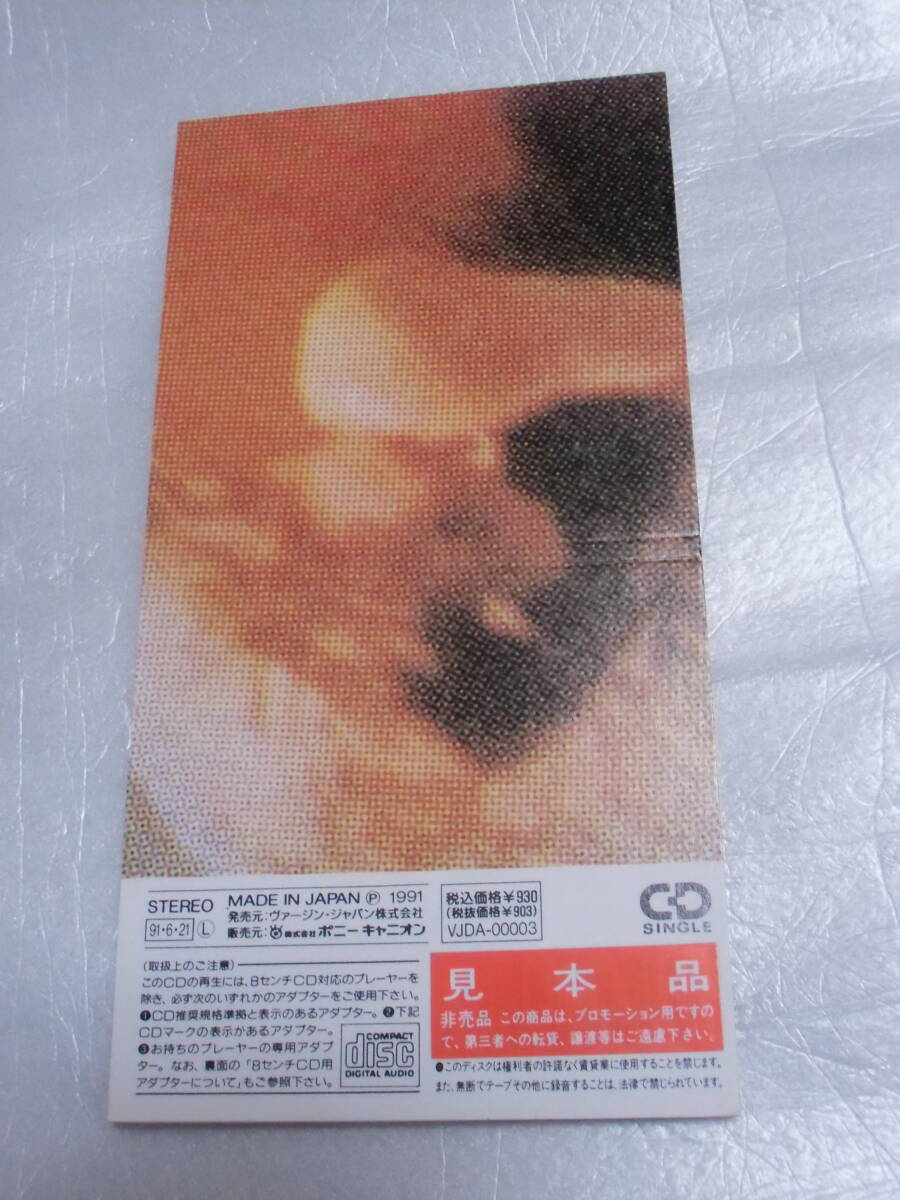 STEREO MADE IN JAPAN Ⓟ 1991
発売元:ヴァージン・ジャパン株式会社
91・6・21 Ⓛ 販売元:株式会社ポニーキャニオン
税込価格¥930
(税抜価格¥903)
VJDA-00003
CD
SINGLE
(取扱上のご注意)
このCDの再生には、8センチCD対応のプレーヤーを
除き、必ず次のいずれかのアダプターをご使用下さい。
❶CD推奨規格準拠と表示のあるアダプター。❷下記
CDマークの表示があるアダプター。
❸お持ちのプレーヤーの専用アダプ
ター。なお、裏面の「8センチCD用
アダプターについて」もご参照下さい。
COMPACT
disc
DIGITAL AUDIO
見本品
非売品 この商品は、プロモーション用ですの
で、第三者への転貸、譲渡等はご遠慮下さい。
●このディスクは権利者の許諾なく賃貸業に使用することを禁じます。
また、無断でテープその他に録音することは、法律で禁じられています。